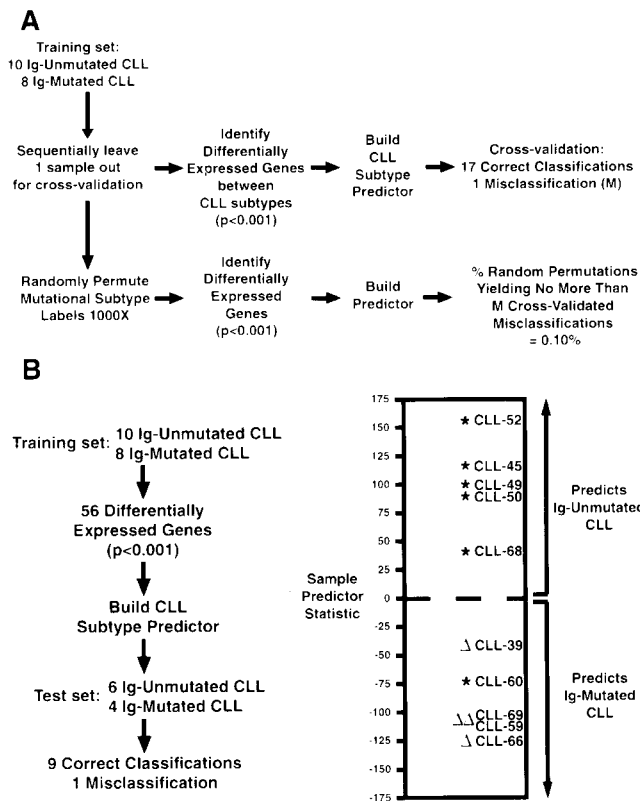 A
Training set:
10 Ig-Unmutated CLL
8 Ig-Mutated CLL
Sequentially leave
1 sample out
for cross-validation
Identify
Differentially
Expressed Genes
between
CLL subtypes
(p<0.001)
Build
CLL
Subtype
Predictor
Cross-validation:
17 Correct Classifications
1 Misclassification (M)
Randomly Permute
Mutational Subtype
Labels 1000X
Identify
Differentially
Expressed
Genes
(p<0.001)
Build
Predictor
% Random Permutations
Yielding No More Than
M Cross-Validated
Misclassifications
= 0.10%
B
Training set:
10 Ig-Unmutated CLL
8 Ig-Mutated CLL
56 Differentially
Expressed Genes
(p<0.001)
Build CLL
Subtype Predictor
Test set:
6 Ig-Unmutated CLL
4 Ig-Mutated CLL
9 Correct Classifications
1 Misclassification
Sample
Predictor
Statistic
175
150
125
100
75
50
25
0
-25
-50
-75
-100
-125
-150
-175
CLL-52
CLL-45
CLL-49
CLL-50
CLL-68
CLL-39
CLL-60
CLL-69
CLL-59
CLL-66
Predicts
Ig-Unmutated
CLL
Predicts
Ig-Mutated
CLL